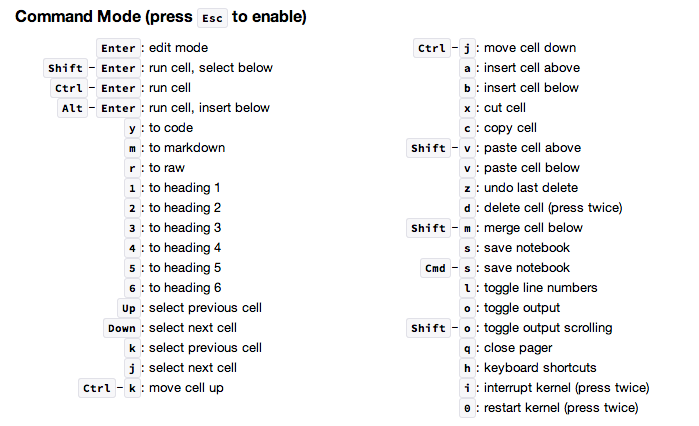 Command Mode (press Esc to enable)
Enter : edit mode
Shift – Enter : run cell, select below
Ctrl – Enter : run cell
Alt – Enter : run cell, insert below
y : to code
m : to markdown
r : to raw
1 : to heading 1
2 : to heading 2
3 : to heading 3
4 : to heading 4
5 : to heading 5
6 : to heading 6
Up : select previous cell
Down : select next cell
k : select previous cell
j : select next cell
Ctrl – k : move cell up
Ctrl – j : move cell down
a : insert cell above
b : insert cell below
x : cut cell
c : copy cell
Shift – v : paste cell above
v : paste cell below
z : undo last delete
d : delete cell (press twice)
Shift – m : merge cell below
s : save notebook
Cmd – s : save notebook
l : toggle line numbers
o : toggle output
Shift – o : toggle output scrolling
q : close pager
h : keyboard shortcuts
i : interrupt kernel (press twice)
0 : restart kernel (press twice)